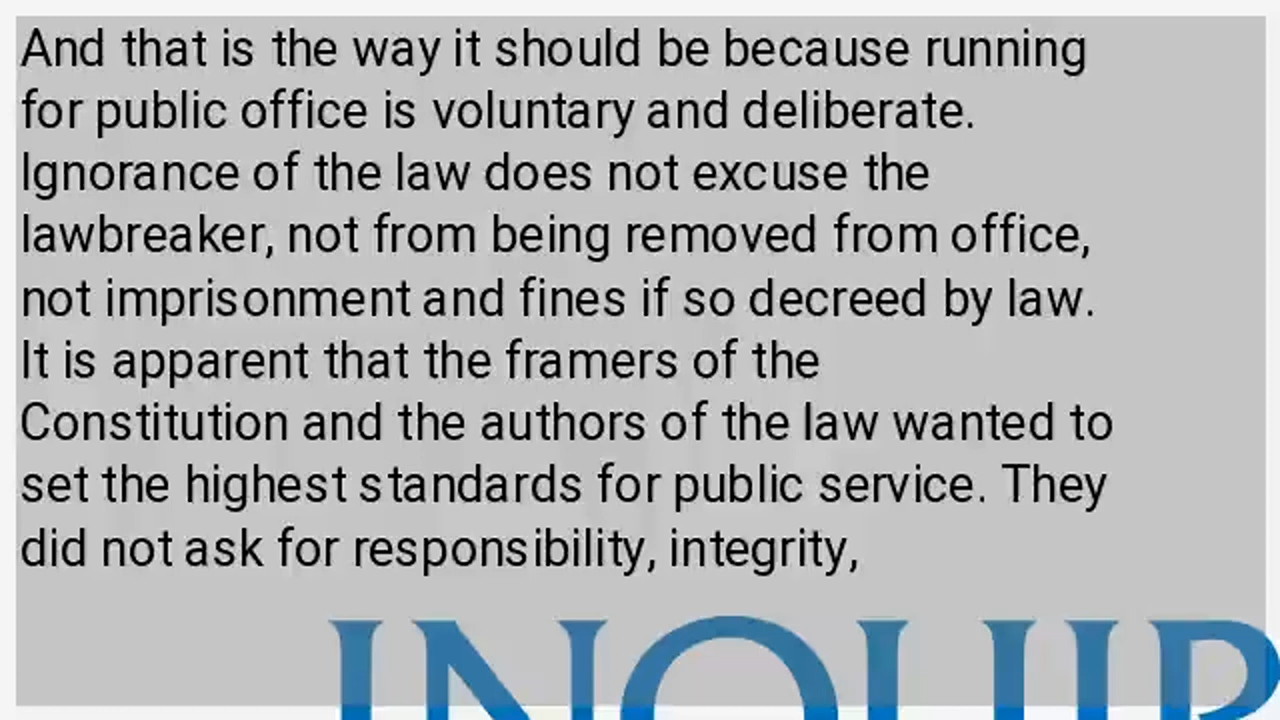 And that is the way it should be because running
for public office is voluntary and deliberate.
Ignorance of the law does not excuse the
lawbreaker, not from being removed from office,
not imprisonment and fines if so decreed by law.
It is apparent that the framers of the
Constitution and the authors of the law wanted to
set the highest standards for public service. They
did not ask for responsibility, integrity,